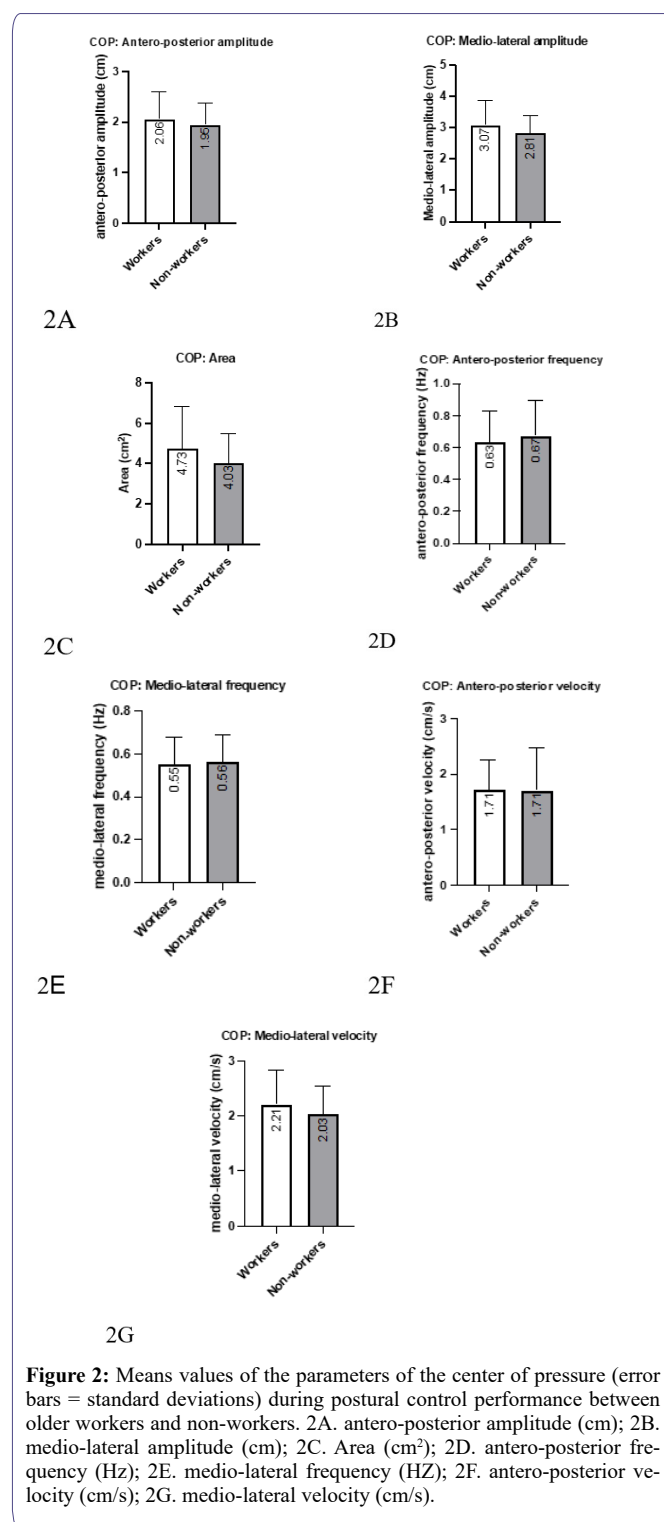 COP: Antero-posterior amplitude
antero-posterior amplitude (cm)
3
2
1
0
2.06
1.95
Workers
Non-workers
2A
COP: Medio-lateral amplitude
Medio-lateral amplitude (cm)
5
4
3
2
1
0
3.07
2.81
Workers
Non-workers
2B
COP: Area
Area (cm²)
8
6
4
2
0
4.73
4.03
Workers
Non-workers
2C
COP: Antero-posterior frequency
antero-posterior frequency (Hz)
1.0
0.8
0.6
0.4
0.2
0.0
0.63
0.67
Workers
Non-workers
2D
COP: Medio-lateral frequency
medio-lateral frequency (Hz)
0.8
0.6
0.4
0.2
0.0
0.55
0.56
Workers
Non-workers
2E
COP: Antero-posterior velocity
antero-posterior velocity (cm/s)
3
2
1
0
1.71
1.71
Workers
Non-workers
2F
COP: Medio-lateral velocity
medio-lateral velocity (cm/s)
3
2
1
0
2.21
2.03
Workers
Non-workers
2G
Figure 2: Means values of the parameters of the center of pressure (error
bars = standard deviations) during postural control performance between
older workers and non-workers. 2A. antero-posterior amplitude (cm); 2B.
medio-lateral amplitude (cm); 2C. Area (cm²); 2D. antero-posterior fre-
quency (Hz); 2E. medio-lateral frequency (HZ); 2F. antero-posterior ve-
locity (cm/s); 2G. medio-lateral velocity (cm/s).